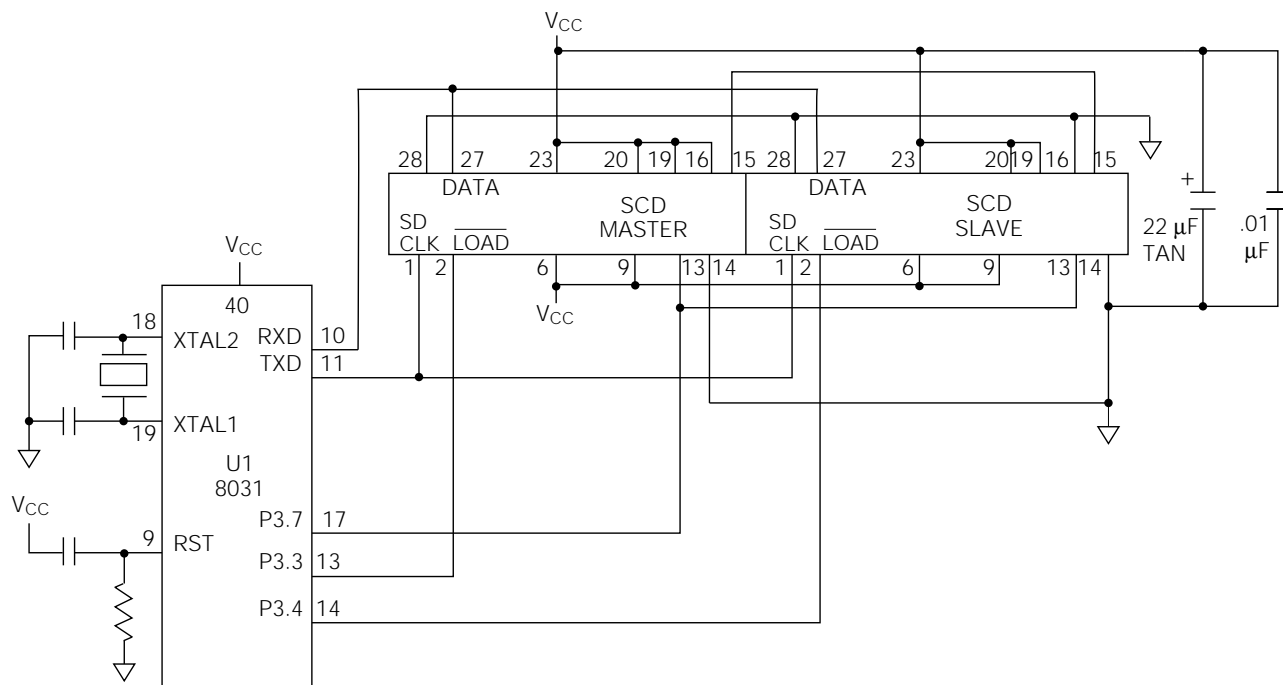 VCC
28 27 23 20 19 16 15 28 27 23 20 19 16 15
DATA DATA
SD CLK LOAD SCD MASTER SD CLK LOAD SCD SLAVE
1 2 6 9 13 14 1 2 6 9 13 14
VCC
+
22 µF
TAN
.01
µF
VCC
40
18 XTAL2 RXD 10
TXD 11
19 XTAL1
U1
8031
VCC
P3.7 17
9 RST
P3.3 13
P3.4 14